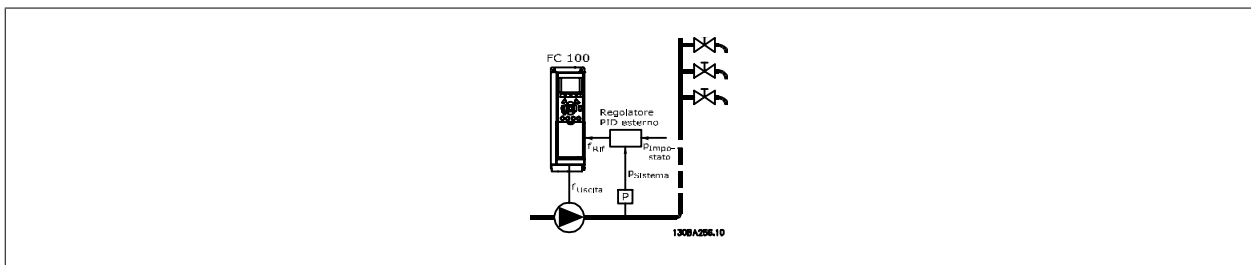 FC 100
Regolatore
PID esterno
fRif
pImpo-
stato
pSistema
fUscita
P
130BA256.10